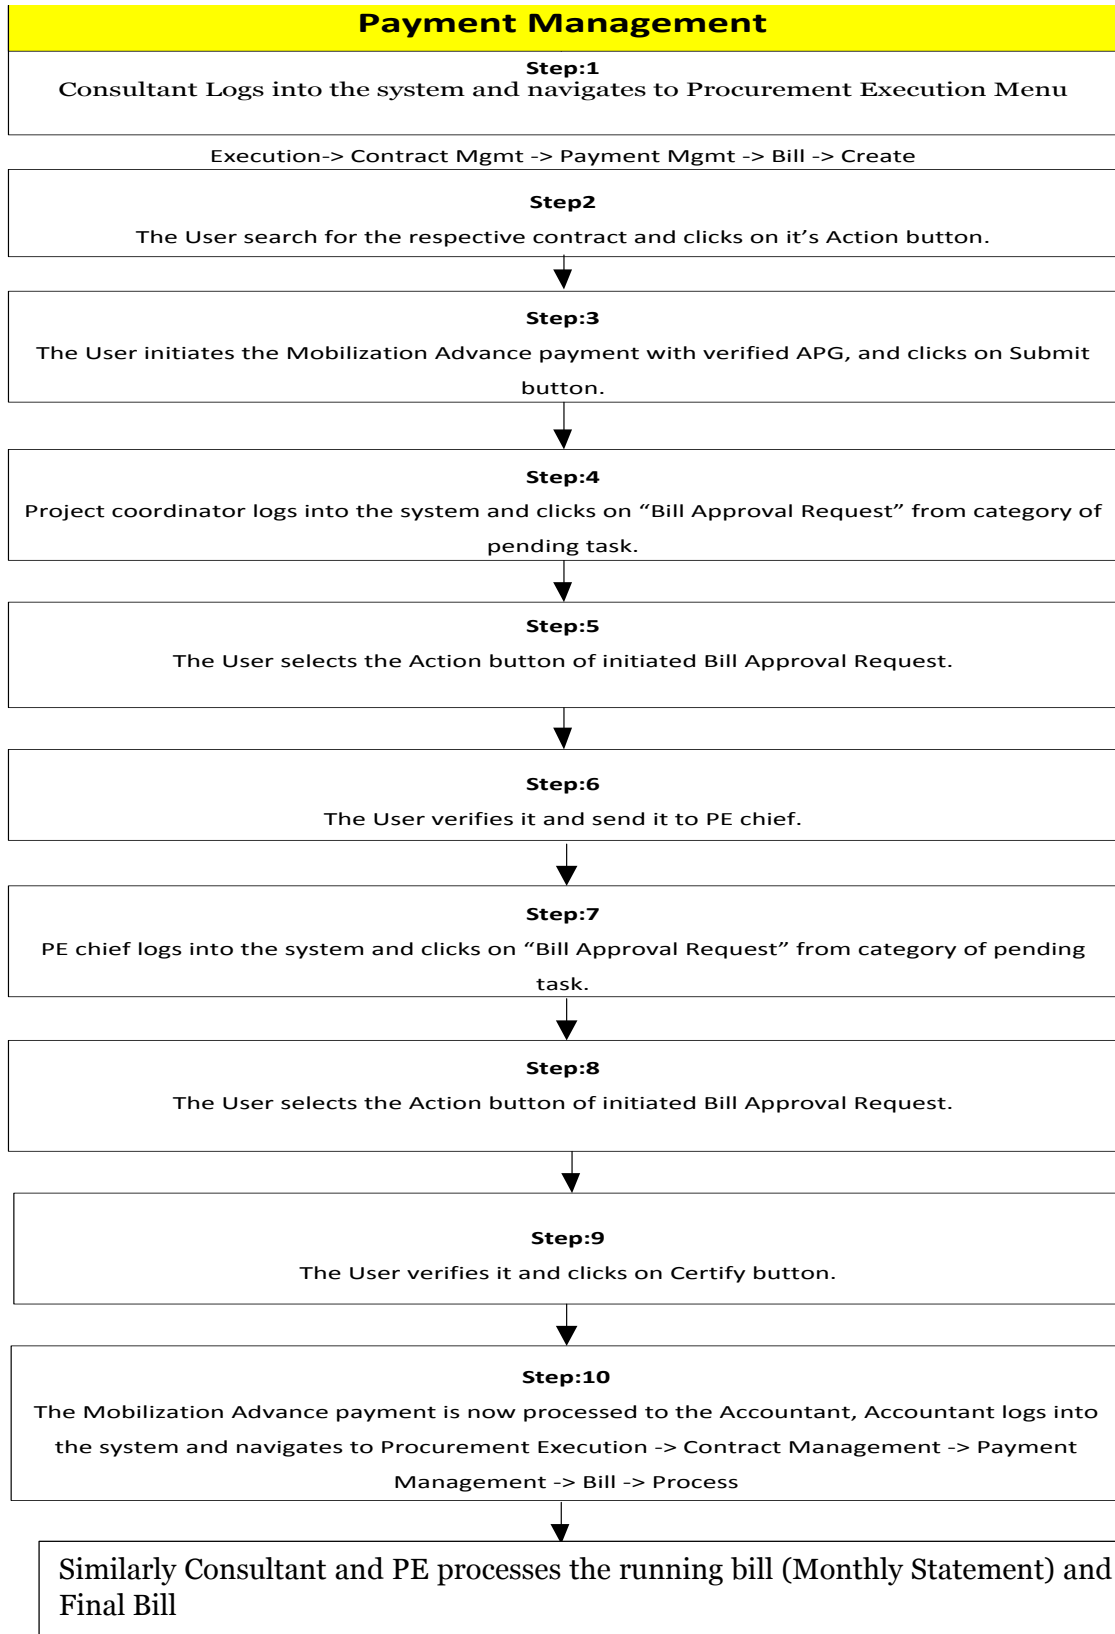 Payment Management
Step:1
Consultant Logs into the system and navigates to Procurement Execution Menu
Execution-> Contract Mgmt -> Payment Mgmt -> Bill -> Create
Step2
The User search for the respective contract and clicks on it’s Action button.
Step:3
The User initiates the Mobilization Advance payment with verified APG, and clicks on Submit
button.
Step:4
Project coordinator logs into the system and clicks on “Bill Approval Request” from category of
pending task.
Step:5
The User selects the Action button of initiated Bill Approval Request.
Step:6
The User verifies it and send it to PE chief.
Step:7
PE chief logs into the system and clicks on “Bill Approval Request” from category of pending
task.
Step:8
The User selects the Action button of initiated Bill Approval Request.
Step:9
The User verifies it and clicks on Certify button.
Step:10
The Mobilization Advance payment is now processed to the Accountant, Accountant logs into
the system and navigates to Procurement Execution -> Contract Management -> Payment
Management -> Bill -> Process
Similarly Consultant and PE processes the running bill (Monthly Statement) and
Final Bill